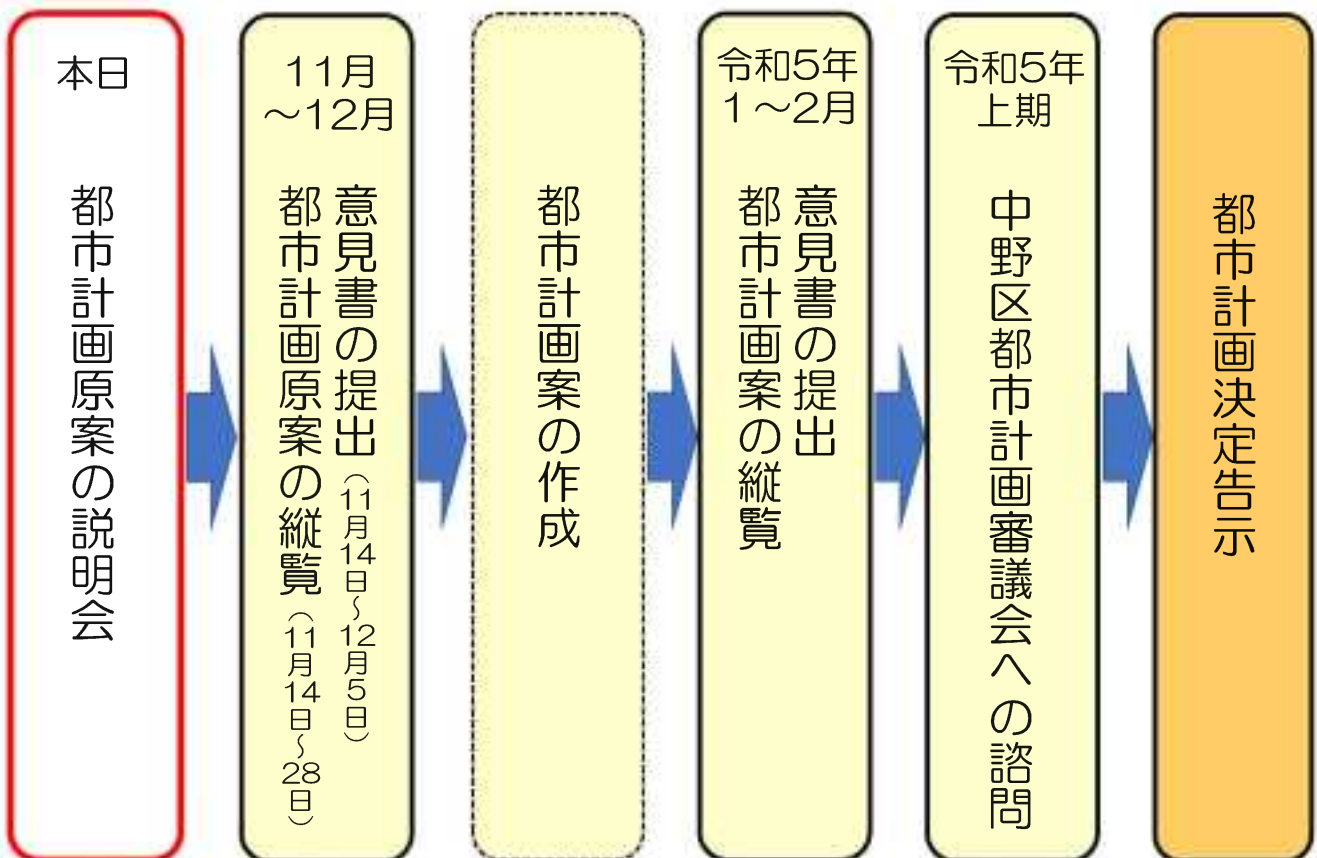 本日
都市計画原案の説明会
11月
～12月
意見書の提出（11月14日～12月5日）
都市計画原案の縦覧（11月14日～28日）
都市計画案の作成
令和5年
1～2月
意見書の提出
都市計画案の縦覧
令和5年
上期
中野区都市計画審議会への諮問
都市計画決定告示